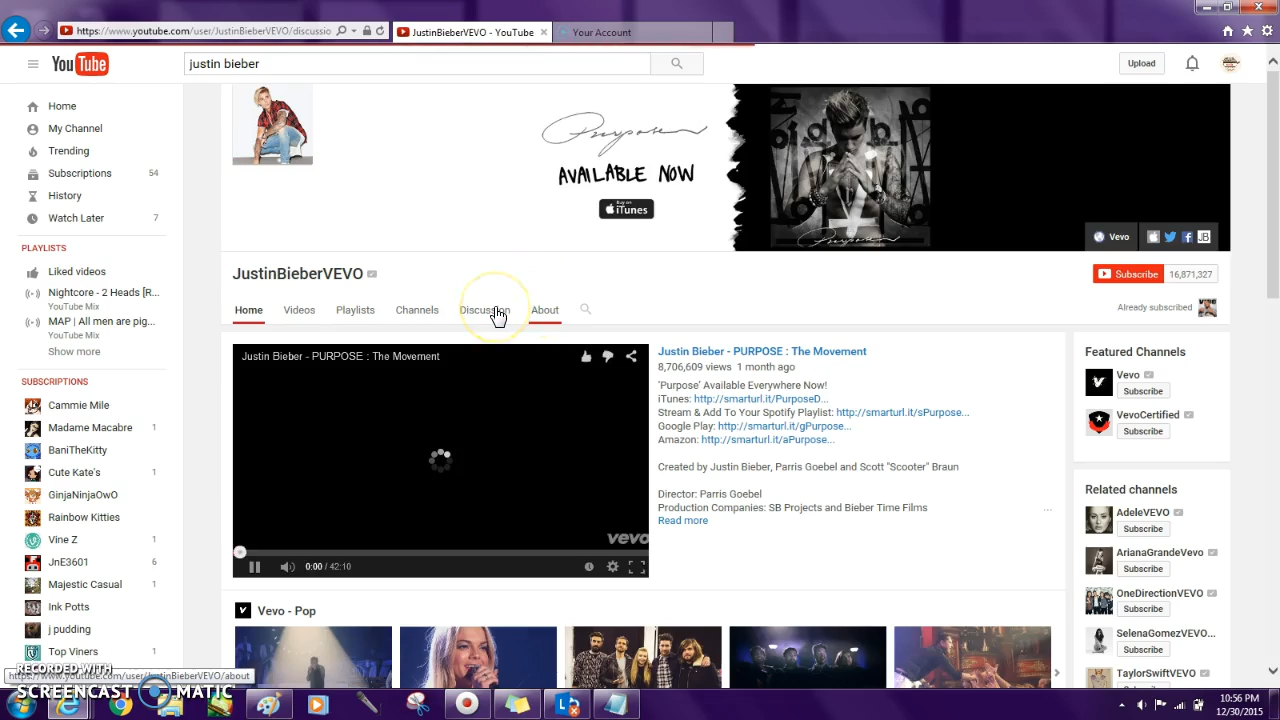 https://www.youtube.com/user/JustinBieberVEVO/discussio
JustinBieberVEVO - YouTube
Your Account
YouTube
justin bieber
Upload
Home
My Channel
Trending
Subscriptions 54
History
Watch Later 7
PLAYLISTS
Liked videos
Nightcore - 2 Heads [R...
YouTube Mix
MAP | All men are pig...
YouTube Mix
Show more
SUBSCRIPTIONS
Cammie Mile
Madame Macabre 1
BaniTheKitty
Cute Kate's 1
GinjaNinjaOwO
Rainbow Kitties
Vine Z 1
JnE3601 6
Majestic Casual 1
Ink Potts
j pudding
Top Viners 1
Purpose
AVAILABLE NOW
Buy on
iTunes
Vevo
JB
JustinBieberVEVO
Subscribe 16,871,327
Home Videos Playlists Channels Discussion About
Already subscribed
Justin Bieber - PURPOSE : The Movement
vevo
0:00 / 42:10
Justin Bieber - PURPOSE : The Movement
8,706,609 views 1 month ago
'Purpose' Available Everywhere Now!
iTunes: http://smarturl.it/PurposeD...
Stream & Add To Your Spotify Playlist: http://smarturl.it/sPurpose...
Google Play: http://smarturl.it/gPurpose...
Amazon: http://smarturl.it/aPurpose...
Created by Justin Bieber, Parris Goebel and Scott "Scooter" Braun
Director: Parris Goebel
Production Companies: SB Projects and Bieber Time Films
...
Read more
Featured Channels
Vevo
Subscribe
VevoCertified
Subscribe
Related channels
AdeleVEVO
Subscribe
ArianaGrandeVevo
Subscribe
OneDirectionVEVO
Subscribe
SelenaGomezVEVO...
Subscribe
TaylorSwiftVEVO
Vevo - Pop
RECORDED WITH
https://www.youtube.com/user/JustinBieberVEVO/about
SCREENCAST MATIC
10:56 PM
12/30/2015